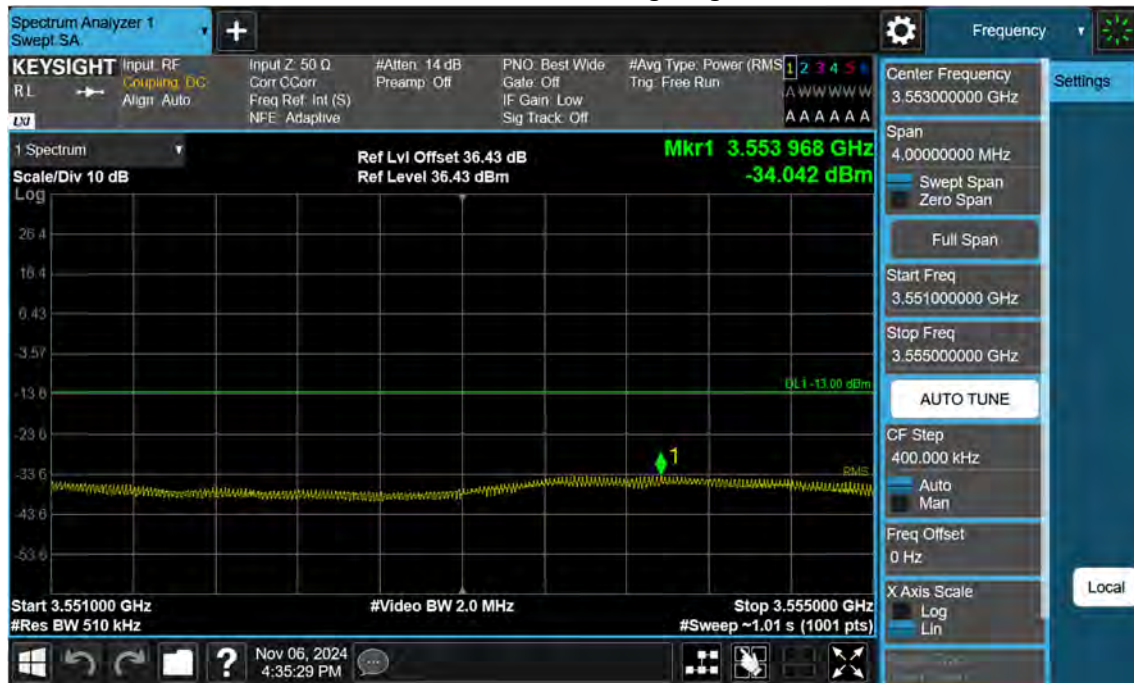 Spectrum Analyzer 1
Swept SA
Frequency
KEYSIGHT
RL
LXI
Input: RF
Coupling: DC
Align: Auto
Input Z: 50 Ω
Corr CCorr
Freq Ref: Int (S)
NFE: Adaptive
#Atten: 14 dB
Preamp: Off
PNO: Best Wide
Gate: Off
IF Gain: Low
Sig Track: Off
#Avg Type: Power (RMS
Trig: Free Run
1 2 3 4 5 6
A W W W W W
A A A A A A
1 Spectrum
Scale/Div 10 dB
Log
Ref Lvl Offset 36.43 dB
Ref Level 36.43 dBm
Mkr1 3.553 968 GHz
-34.042 dBm
26.4
16.4
6.43
-3.57
-13.6
-23.6
-33.6
-43.6
-53.6
DL1 -13.00 dBm
1
RMS
Start 3.551000 GHz
#Res BW 510 kHz
#Video BW 2.0 MHz
Stop 3.555000 GHz
#Sweep ~1.01 s (1001 pts)
Nov 06, 2024
4:35:29 PM
Center Frequency
3.553000000 GHz
Span
4.00000000 MHz
Swept Span
Zero Span
Full Span
Start Freq
3.551000000 GHz
Stop Freq
3.555000000 GHz
AUTO TUNE
CF Step
400.000 kHz
Auto
Man
Freq Offset
0 Hz
X Axis Scale
Log
Lin
Settings
Local